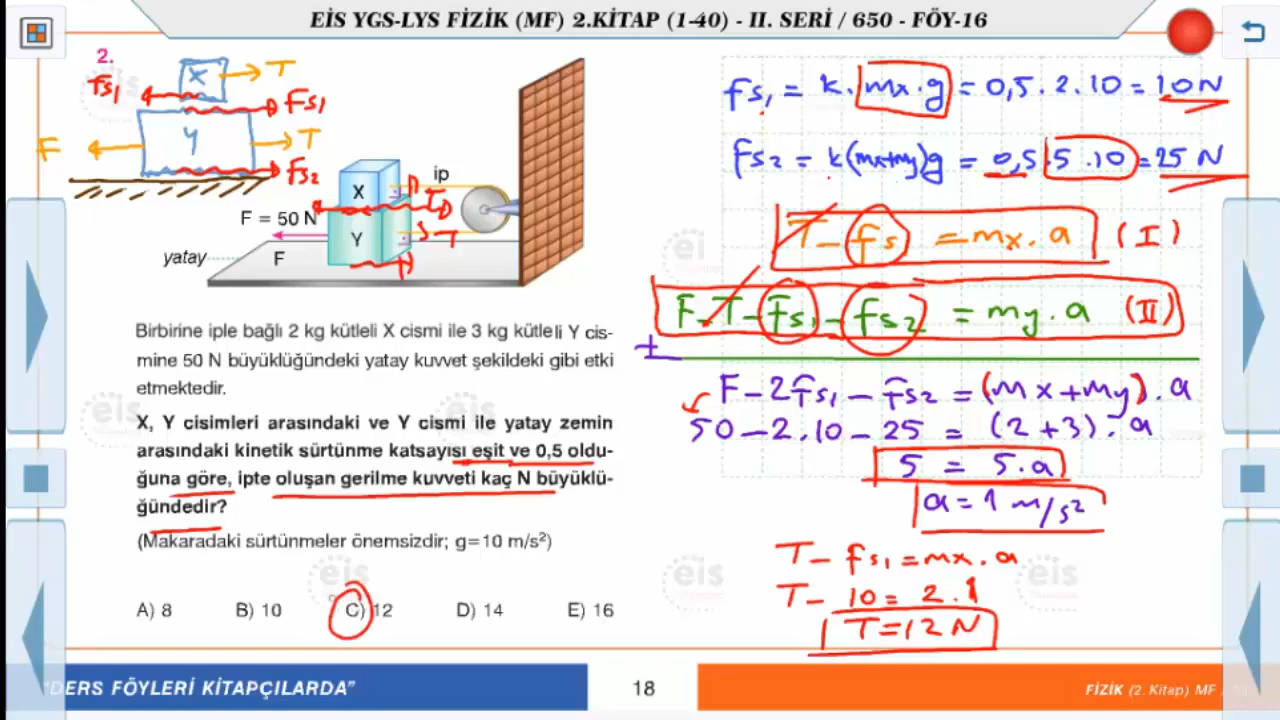 EİS YGS-LYS FİZİK (MF) 2.KİTAP (1-40) - II. SERİ / 650 - FÖY-16
2.
X
T
fs1
Fs1
Y
F
T
Fs2
X
ip
T
F = 50 N
Y
T
yatay
F
Birbirine iple bağlı 2 kg kütleli X cismi ile 3 kg kütleli Y cis-
mine 50 N büyüklüğündeki yatay kuvvet şekildeki gibi etki
etmektedir.
X, Y cisimleri arasındaki ve Y cismi ile yatay zemin
arasındaki kinetik sürtünme katsayısı eşit ve 0,5 oldu-
ğuna göre, ipte oluşan gerilme kuvveti kaç N büyüklü-
ğündedir?
(Makaradaki sürtünmeler önemsizdir; g=10 m/s²)
A) 8 B) 10 C) 12 D) 14 E) 16
fs1 = k. mx.g = 0,5.2.10 = 10N
Fs2 = k(mx+my)g = 0,5.5.10 = 25 N
T - fs = mx.a (I)
F - T - Fs1 - fs2 = my.a (II)
+
F - 2Fs1 - Fs2 = (mx+my).a
50 - 2.10 - 25 = (2+3).a
5 = 5.a
a = 1 m/s²
T - fs1 = mx.a
T - 10 = 2.1
T = 12 N
eis
eis
eis
eis
eis
eis
"DERS FÖYLERİ KİTAPÇILARDA"
18
FİZİK (2. Kitap) MF